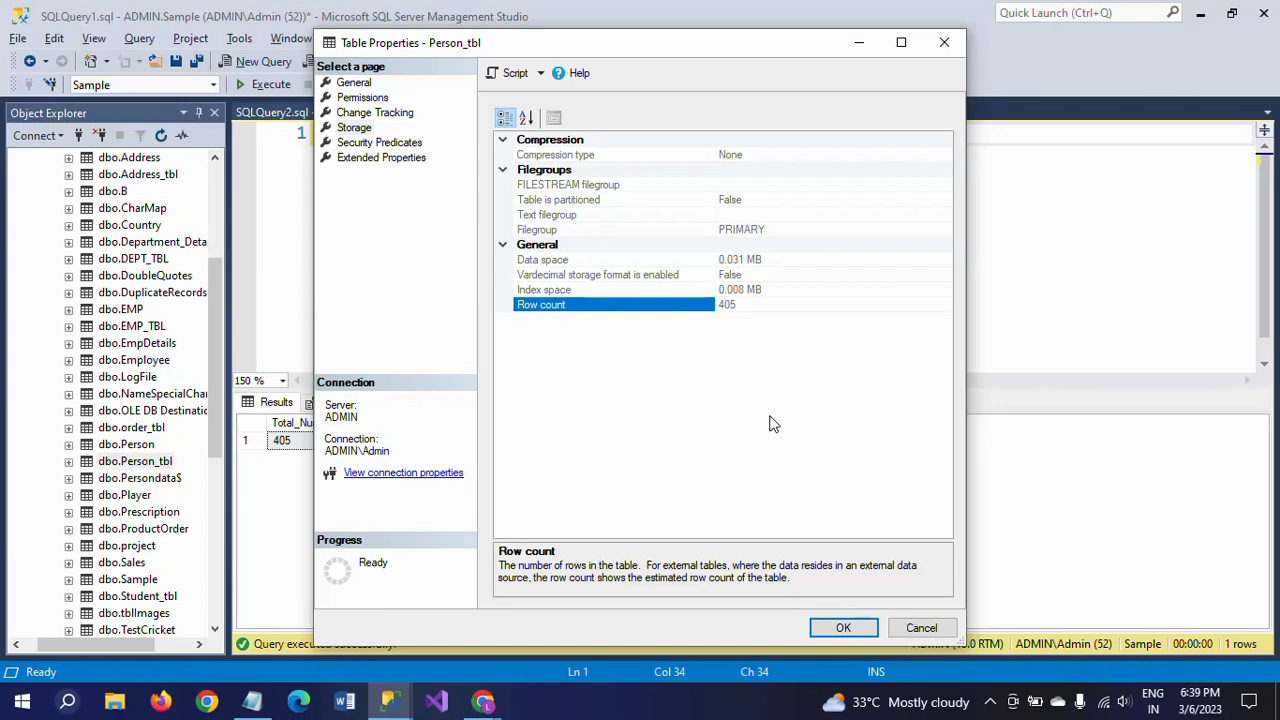 SQLQuery1.sql - ADMIN.Sample (ADMIN\Admin (52))* - Microsoft SQL Server Management Studio
Quick Launch (Ctrl+Q)
File Edit View Query Project Tools Window
New Query
Sample
Execute
Object Explorer
Connect
dbo.Address
dbo.Address_tbl
dbo.B
dbo.CharMap
dbo.Country
dbo.Department_Deta
dbo.DEPT_TBL
dbo.DoubleQuotes
dbo.DuplicateRecords
dbo.EMP
dbo.EMP_TBL
dbo.EmpDetails
dbo.Employee
dbo.LogFile
dbo.NameSpecialChar
dbo.OLE DB Destinatio
dbo.order_tbl
dbo.Person
dbo.Person_tbl
dbo.Persondata$
dbo.Player
dbo.Prescription
dbo.ProductOrder
dbo.project
dbo.Sales
dbo.Sample
dbo.Student_tbl
dbo.tblImages
dbo.TestCricket
SQLQuery2.sql -
1
150 %
Results
Total_Nu
1 405
Table Properties - Person_tbl
Select a page
General
Permissions
Change Tracking
Storage
Security Predicates
Extended Properties
Connection
Server:
ADMIN
Connection:
ADMIN\Admin
View connection properties
Progress
Ready
Script Help
Compression
Compression type None
Filegroups
FILESTREAM filegroup
Table is partitioned False
Text filegroup
Filegroup PRIMARY
General
Data space 0.031 MB
Vardecimal storage format is enabled False
Index space 0.008 MB
Row count 405
Row count
The number of rows in the table. For external tables, where the data resides in an external data
source, the row count shows the estimated row count of the table.
OK Cancel
Query executed successfully. ADMIN\Admin (52) Sample 00:00:00 1 rows
Ready Ln 1 Col 34 Ch 34 INS
33°C Mostly cloudy
ENG
IN
6:39 PM
3/6/2023